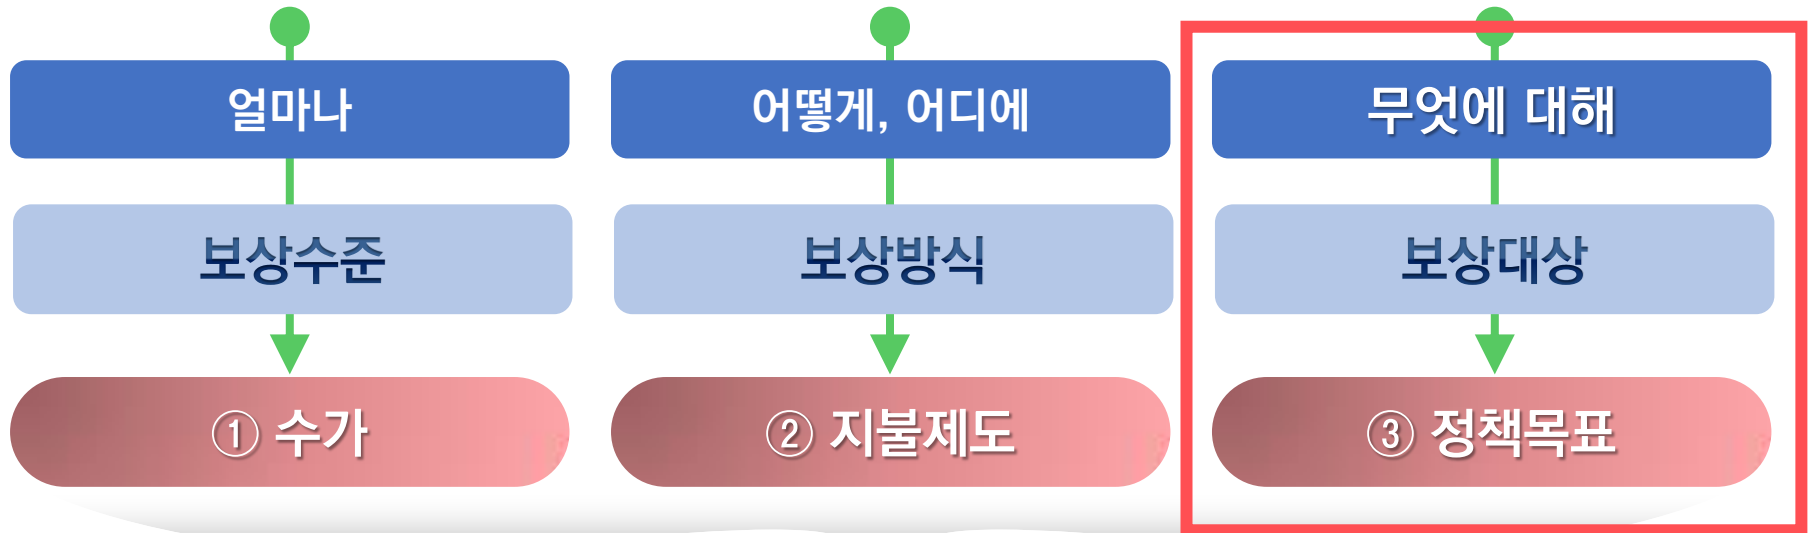 얼마나
어떻게, 어디에
무엇에 대해
보상수준
보상방식
보상대상
① 수가
② 지불제도
③ 정책목표